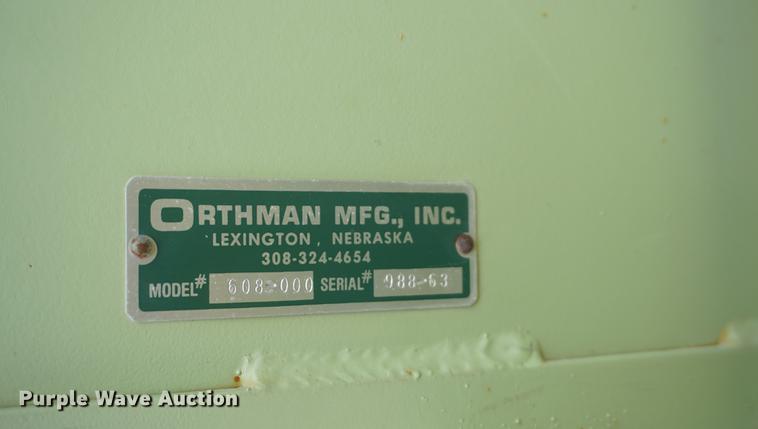 ORTHMAN MFG., INC.
LEXINGTON, NEBRASKA
308-324-4654
MODEL# 608-000 SERIAL# 988-63
Purple Wave Auction